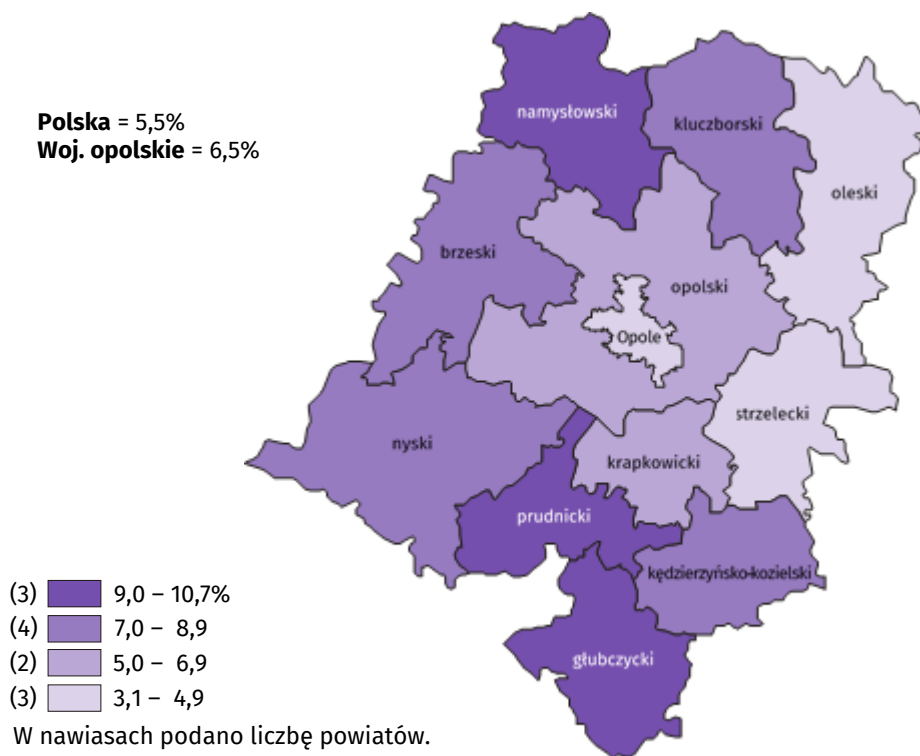 Polska = 5,5%
Woj. opolskie = 6,5%
namysłowski
kluczborski
oleski
brzeski
opolski
Opole
strzelecki
nyski
krapkowicki
prudnicki
kędzierzyńsko-kozielski
głubczycki
(3) 9,0 – 10,7%
(4) 7,0 – 8,9
(2) 5,0 – 6,9
(3) 3,1 – 4,9
W nawiasach podano liczbę powiatów.